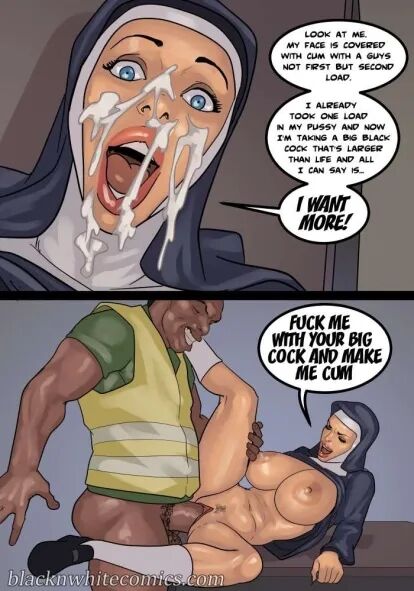 LOOK AT ME.
MY FACE IS COVERED
WITH CUM WITH A GUYS
NOT FIRST BUT SECOND
LOAD.
I ALREADY
TOOK ONE LOAD
IN MY PUSSY AND NOW
I'M TAKING A BIG BLACK
COCK THAT'S LARGER
THAN LIFE AND ALL
I CAN SAY IS...
I WANT
MORE!
FUCK ME
WITH YOUR BIG
COCK AND MAKE
ME CUM
blacknwhitecomics.com